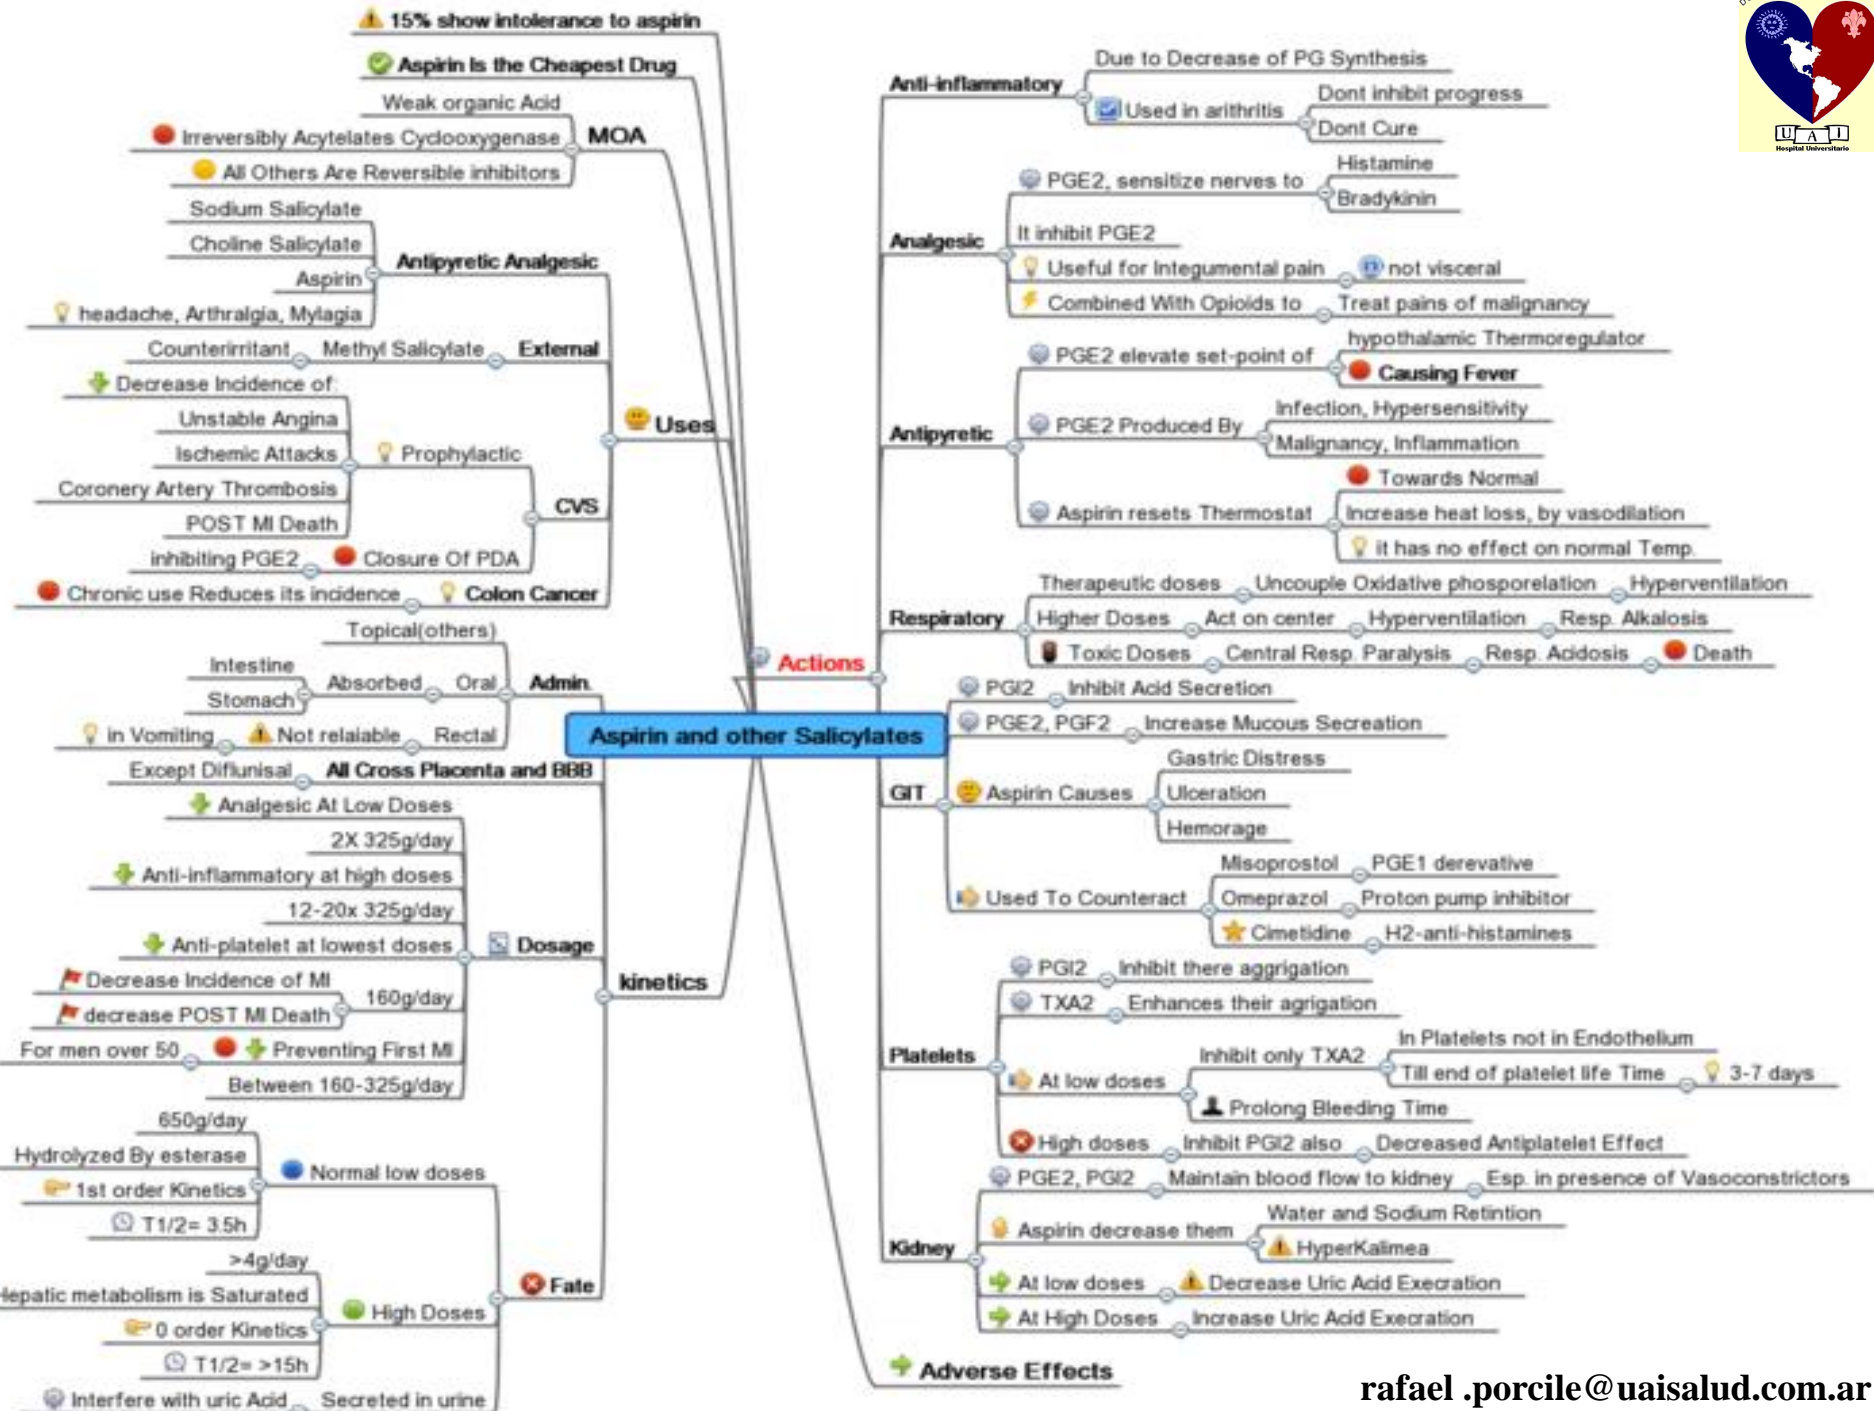 15% show intolerance to aspirin
Aspirin Is the Cheapest Drug
Weak organic Acid
Irreversibly Acytelates Cyclooxygenase
All Others Are Reversible inhibitors
MOA
Sodium Salicylate
Choline Salicylate
Aspirin
headache, Arthralgia, Mylagia
Antipyretic Analgesic
Counterirritant
Methyl Salicylate
External
Decrease Incidence of:
Unstable Angina
Ischemic Attacks
Coronery Artery Thrombosis
POST MI Death
Prophylactic
inhibiting PGE2
Closure Of PDA
CVS
Chronic use Reduces its incidence
Colon Cancer
Uses
Topical(others)
Intestine
Stomach
Absorbed
Oral
in Vomiting
Not relaiable
Rectal
Admin.
Except Diflunisal
All Cross Placenta and BBB
Analgesic At Low Doses
2X 325g/day
Anti-inflammatory at high doses
12-20x 325g/day
Anti-platelet at lowest doses
Decrease Incidence of MI
decrease POST MI Death
160g/day
For men over 50
Preventing First MI
Between 160-325g/day
Dosage
kinetics
650g/day
Hydrolyzed By esterase
1st order Kinetics
T1/2= 3.5h
Normal low doses
>4g/day
Hepatic metabolism is Saturated
0 order Kinetics
T1/2= >15h
High Doses
Interfere with uric Acid
Secreted in urine
Fate
Aspirin and other Salicylates
Actions
Anti-inflammatory
Due to Decrease of PG Synthesis
Used in arithritis
Dont inhibit progress
Dont Cure
Analgesic
PGE2, sensitize nerves to
Histamine
Bradykinin
It inhibit PGE2
Useful for Integumental pain
not visceral
Combined With Opioids to
Treat pains of malignancy
Antipyretic
PGE2 elevate set-point of
hypothalamic Thermoregulator
Causing Fever
PGE2 Produced By
Infection, Hypersensitivity
Malignancy, Inflammation
Aspirin resets Thermostat
Towards Normal
Increase heat loss, by vasodilation
it has no effect on normal Temp.
Respiratory
Therapeutic doses
Uncouple Oxidative phosporelation
Hyperventilation
Higher Doses
Act on center
Hyperventilation
Resp. Alkalosis
Toxic Doses
Central Resp. Paralysis
Resp. Acidosis
Death
GIT
PGI2
Inhibit Acid Secretion
PGE2, PGF2
Increase Mucous Secreation
Aspirin Causes
Gastric Distress
Ulceration
Hemorage
Used To Counteract
Misoprostol
PGE1 derevative
Omeprazol
Proton pump inhibitor
Cimetidine
H2-anti-histamines
Platelets
PGI2
Inhibit there aggrigation
TXA2
Enhances their agrigation
At low doses
Inhibit only TXA2
In Platelets not in Endothelium
Till end of platelet life Time
3-7 days
Prolong Bleeding Time
High doses
Inhibit PGI2 also
Decreased Antiplatelet Effect
Kidney
PGE2, PGI2
Maintain blood flow to kidney
Esp. in presence of Vasoconstrictors
Aspirin decrease them
Water and Sodium Retintion
HyperKalimea
At low doses
Decrease Uric Acid Execration
At High Doses
Increase Uric Acid Execration
Adverse Effects
U A I
Hospital Universitario
rafael .porcile@uaisalud.com.ar